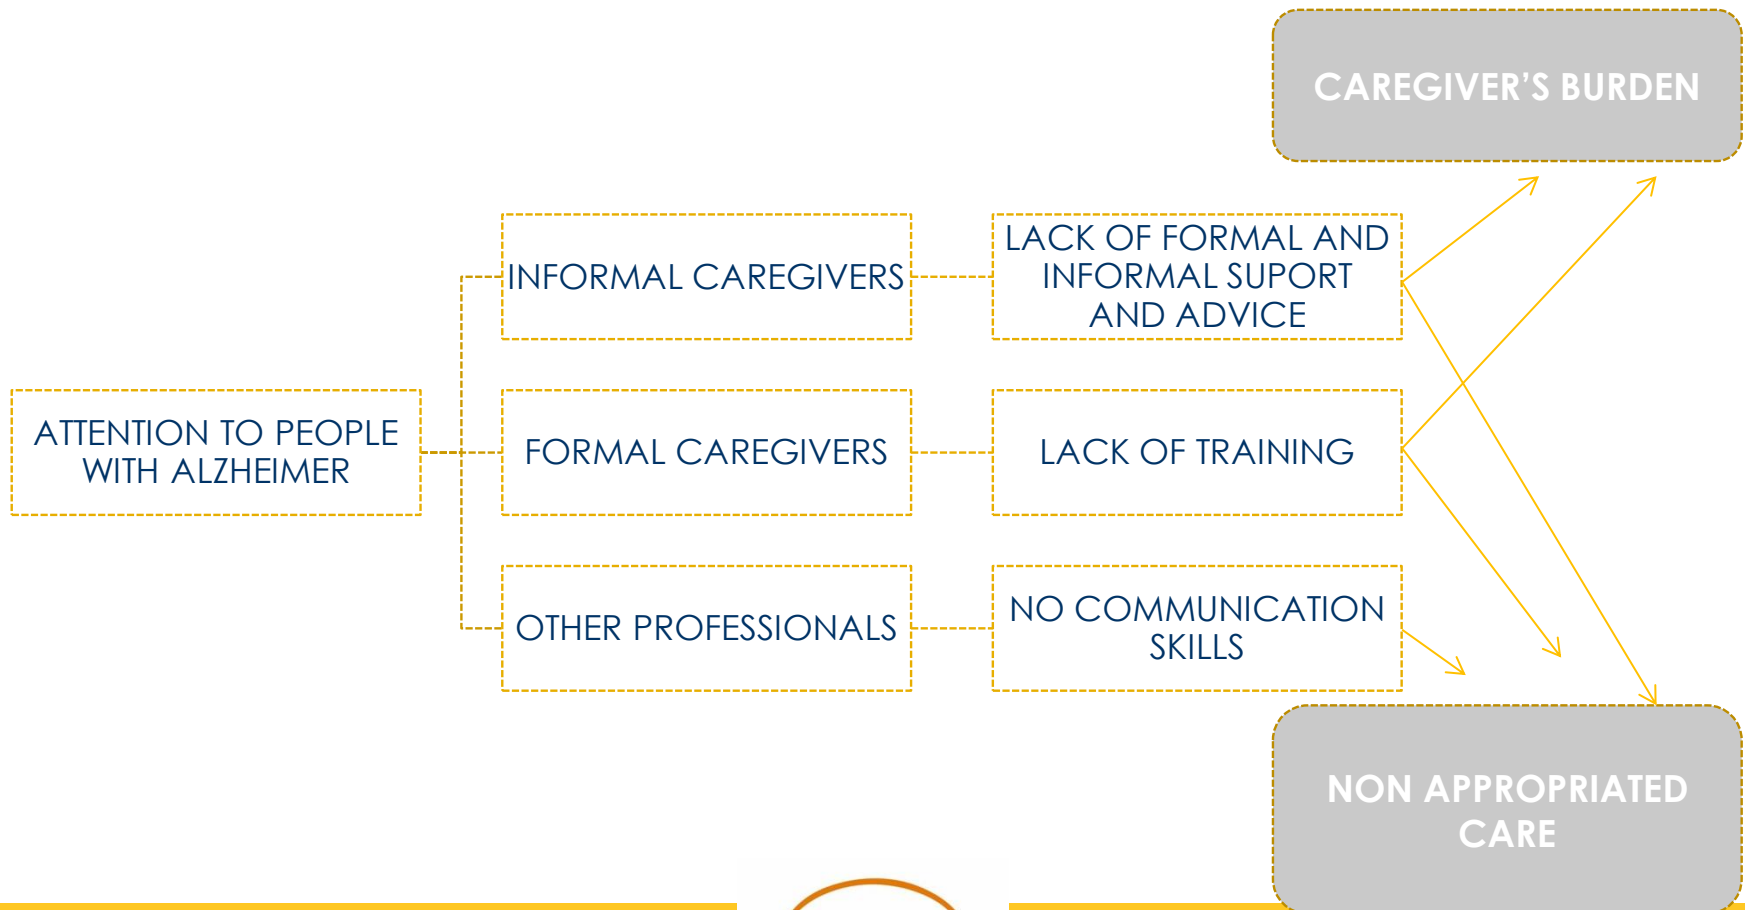 CAREGIVER'S BURDEN
INFORMAL CAREGIVERS
LACK OF FORMAL AND
INFORMAL SUPORT
AND ADVICE
ATTENTION TO PEOPLE
WITH ALZHEIMER
FORMAL CAREGIVERS
LACK OF TRAINING
OTHER PROFESSIONALS
NO COMMUNICATION
SKILLS
NON APPROPRIATED
CARE